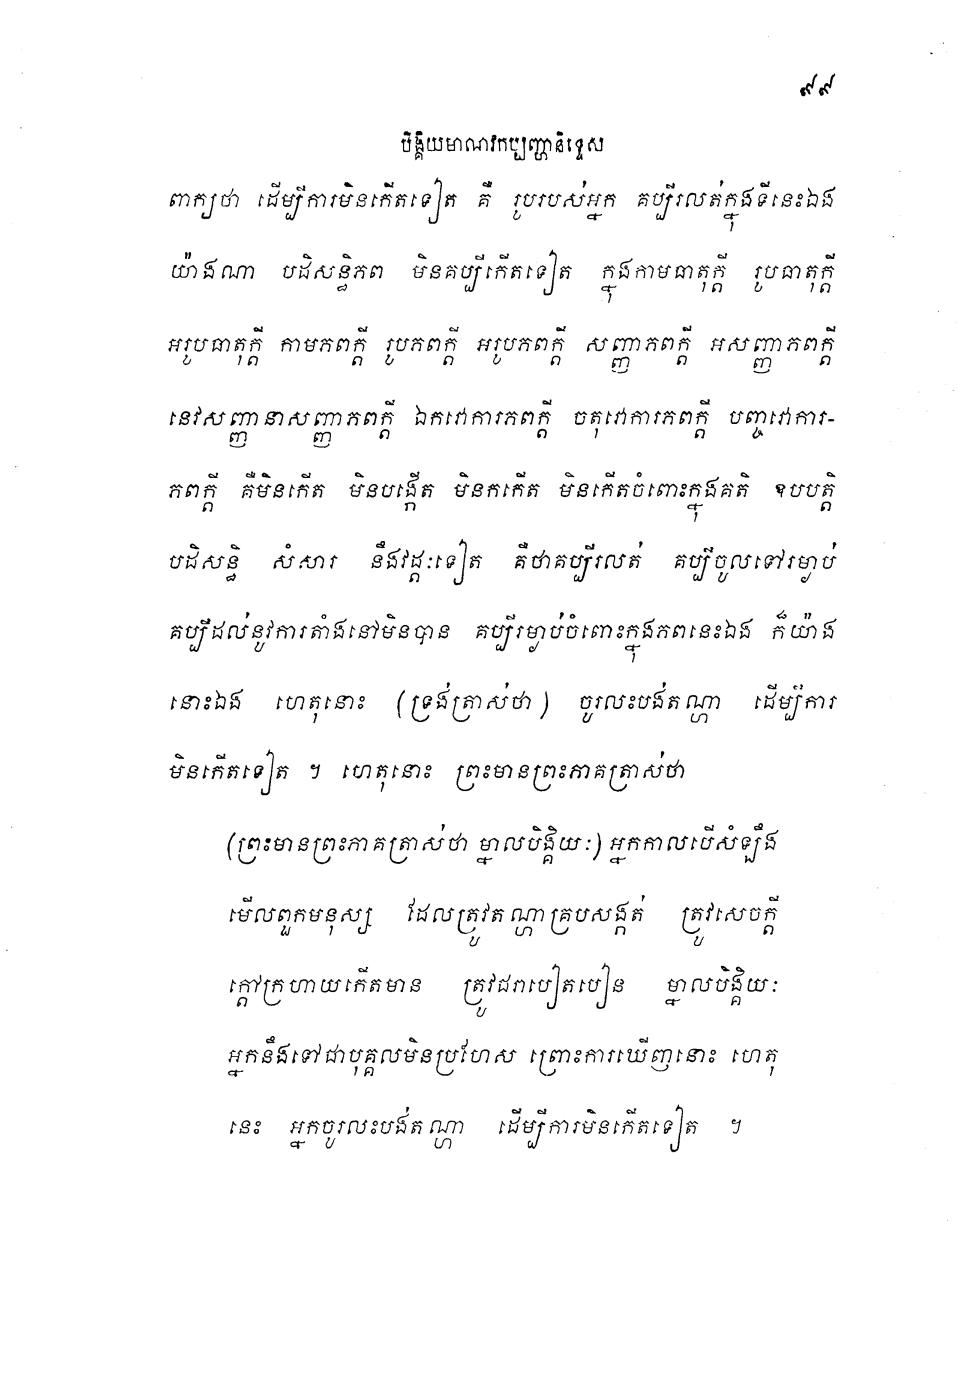 ៩៩
បិង្គិយមាណវកប្បញ្ហានិទ្ទេស
ពាក្យថា ដើម្បីការមិនកើតទៀត គឺ រូបរបស់អ្នក គប្បីរលត់ក្នុងទីនេះឯង
យ៉ាងណា បដិសន្ធិភព មិនគប្បីកើតទៀត ក្នុងកាមធាតុក្តី រូបធាតុក្តី
អរូបធាតុក្តី កាមភពក្តី រូបភពក្តី អរូបភពក្តី សញ្ញាភពក្តី អសញ្ញាភពក្តី
នេវសញ្ញានាសញ្ញាភពក្តី ឯកវោការភពក្តី ចតុវោការភពក្តី បញ្ចវោការ-
ភពក្តី គឺមិនកើត មិនបង្កើត មិនកកើត មិនកើតចំពោះក្នុងគតិ ឧបបត្តិ
បដិសន្ធិ សំសារ នឹងវដ្តៈទៀត គឺថាគប្បីរលត់ គប្បីចូលទៅរម្ងាប់
គប្បីដល់នូវការតាំងនៅមិនបាន គប្បីរម្ងាប់ចំពោះក្នុងភពនេះឯង ក៏យ៉ាង
នោះឯង ហេតុនោះ (ទ្រង់ត្រាស់ថា) ចូរលះបង់តណ្ហា ដើម្បីការ
មិនកើតទៀត ។ ហេតុនោះ ព្រះមានព្រះភាគត្រាស់ថា
(ព្រះមានព្រះភាគត្រាស់ថា ម្នាលបិង្គិយៈ) អ្នកកាលបើសំឡឹង
មើលពួកមនុស្ស ដែលត្រូវតណ្ហាគ្របសង្កត់ ត្រូវសេចក្តី
ក្តៅក្រហាយកើតមាន ត្រូវជរាបៀតបៀន ម្នាលបិង្គិយៈ
អ្នកនឹងទៅជាបុគ្គលមិនប្រហែស ព្រោះការឃើញនោះ ហេតុ
នេះ អ្នកចូរលះបង់តណ្ហា ដើម្បីការមិនកើតទៀត ។